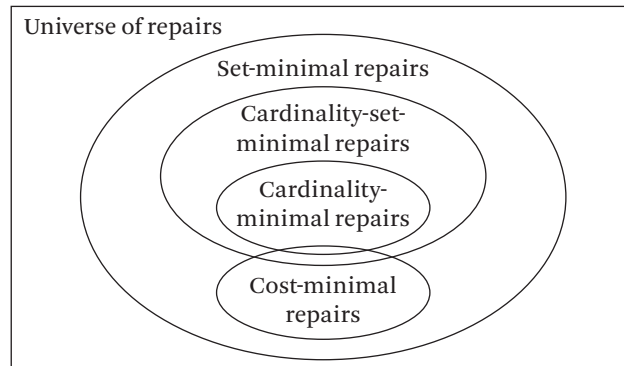 Universe of repairs
Set-minimal repairs
Cardinality-set-
minimal repairs
Cardinality-
minimal repairs
Cost-minimal
repairs